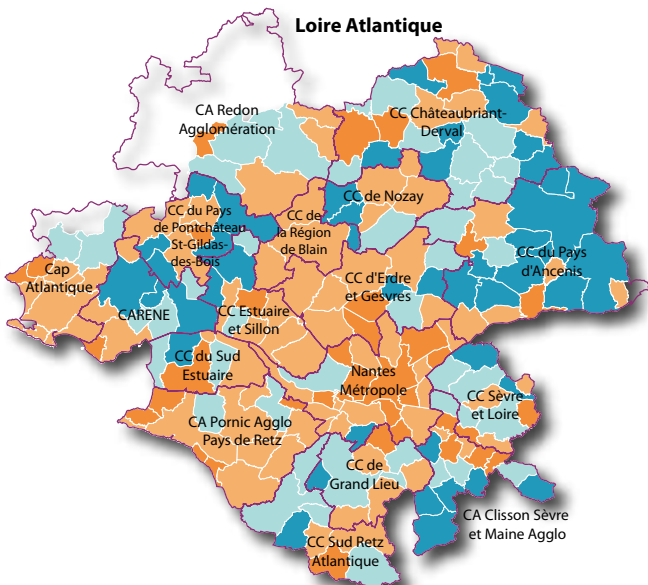 Loire Atlantique
CA Redon
Agglomération
CC Châteaubriant-
Derval
CC du Pays
de Pontchâteau
St-Gildas-
des-Bois
CC de
la Région
de Blain
CC de Nozay
Cap
Atlantique
CARENE
CC Estuaire
et Sillon
CC d'Erdre
et Gesvres
CC du Pays
d'Ancenis
CC du Sud
Estuaire
Nantes
Métropole
CC Sèvre
et Loire
CA Pornic Agglo
Pays de Retz
CC de
Grand Lieu
CA Clisson Sèvre
et Maine Agglo
CC Sud Retz
Atlantique